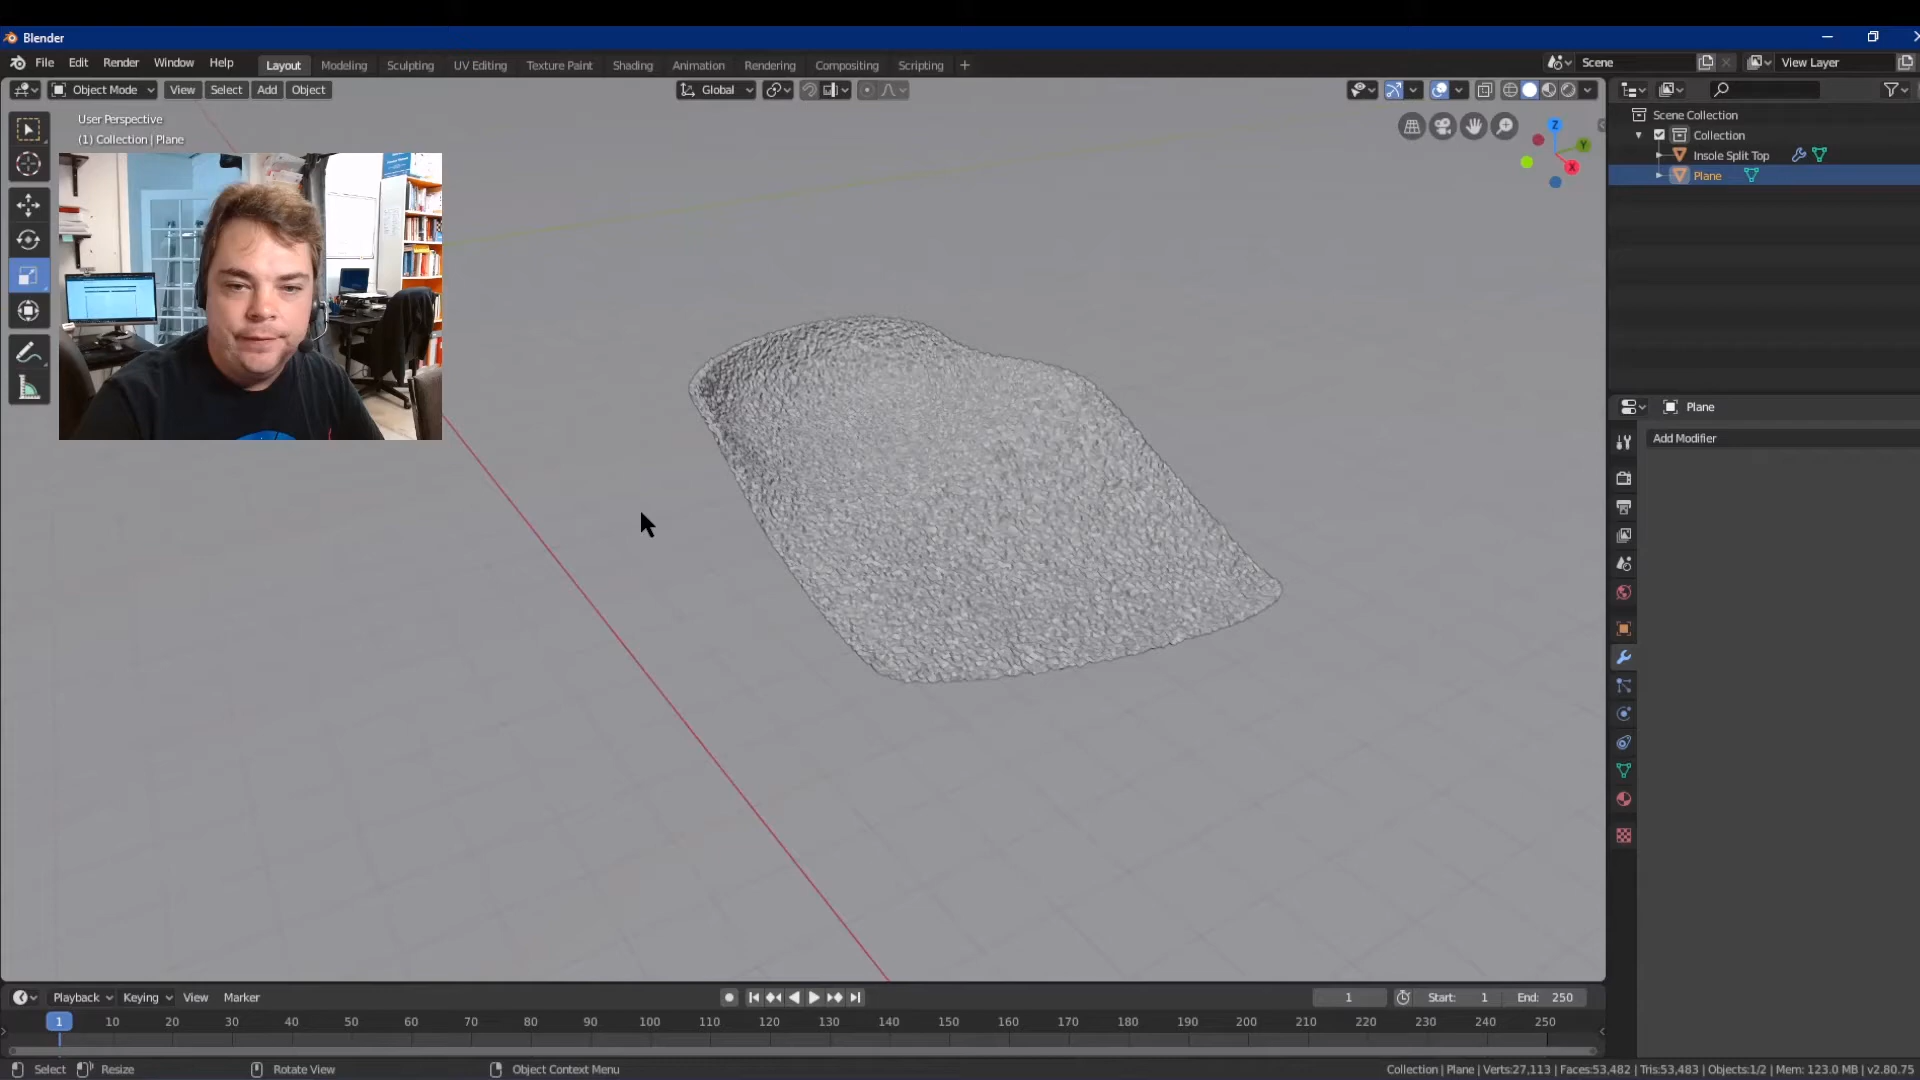 Blender
File Edit Render Window Help Layout Modeling Sculpting UV Editing Texture Paint Shading Animation Rendering Compositing Scripting + Scene View Layer
Object Mode View Select Add Object Global
User Perspective
(1) Collection | Plane
Z
Y
X
Scene Collection
Collection
Insole Split Top
Plane
Plane
Add Modifier
Playback Keying View Marker 1 Start: 1 End: 250
1 10 20 30 40 50 60 70 80 90 100 110 120 130 140 150 160 170 180 190 200 210 220 230 240 250
Select Resize Rotate View Object Context Menu Collection | Plane | Verts:27,113 | Faces:53,482 | Tris:53,483 | Objects:1/2 | Mem: 123.0 MB | v2.80.75